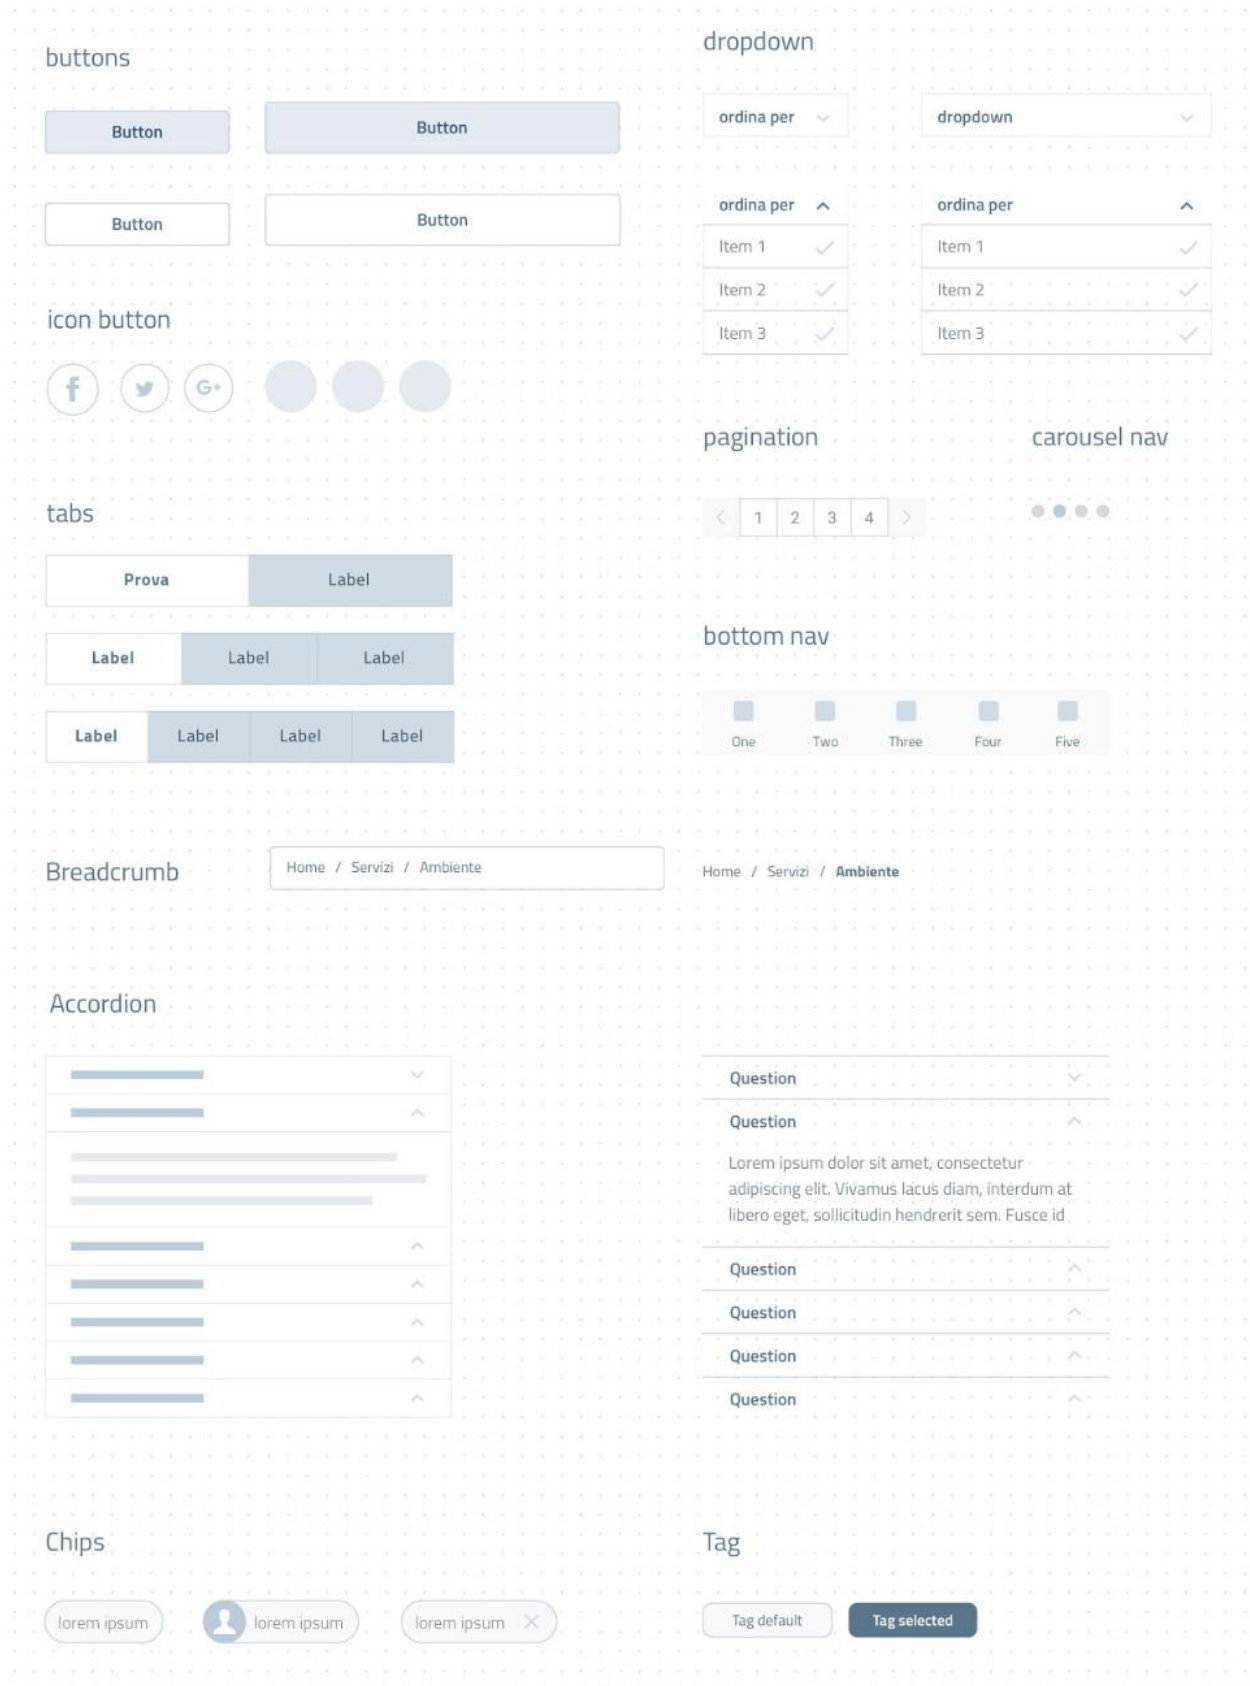 buttons
Button
Button
Button
Button
icon button
f
G+
tabs
Prova Label
Label Label Label
Label Label Label Label
dropdown
ordina per
dropdown
ordina per
Item 1
Item 2
Item 3
ordina per
Item 1
Item 2
Item 3
pagination
1 2 3 4
carousel nav
bottom nav
One Two Three Four Five
Breadcrumb
Home / Servizi / Ambiente
Home / Servizi / Ambiente
Accordion
Question
Question
Lorem ipsum dolor sit amet, consectetur
adipiscing elit. Vivamus lacus diam, interdum at
libero eget, sollicitudin hendrerit sem. Fusce id
Question
Question
Question
Question
Chips
lorem ipsum
lorem ipsum
lorem ipsum
Tag
Tag default
Tag selected